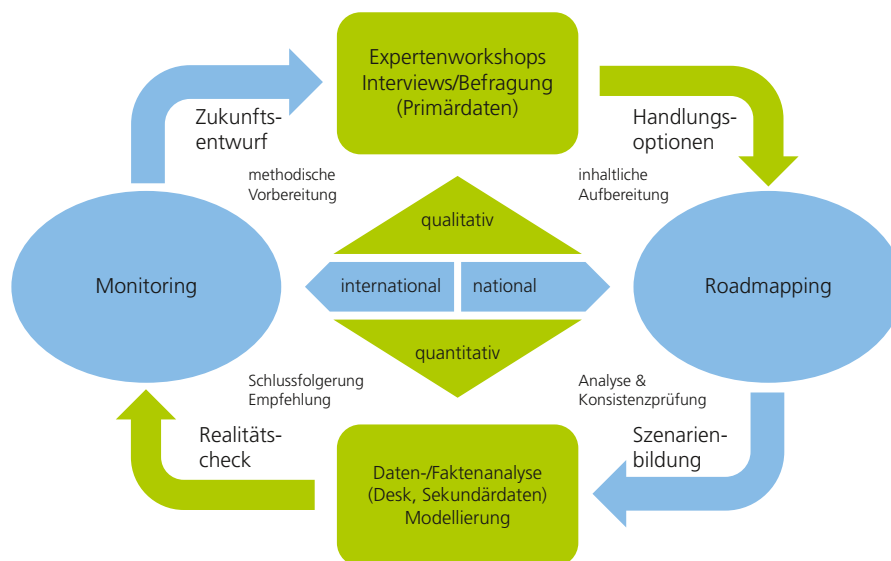 Expertenworkshops
Interviews/Befragung
(Primärdaten)
Zukunfts-
entwurf
Handlungs-
optionen
methodische
Vorbereitung
inhaltliche
Aufbereitung
qualitativ
Monitoring
international
national
Roadmapping
quantitativ
Schlussfolgerung
Empfehlung
Analyse &
Konsistenzprüfung
Realitäts-
check
Szenarien-
bildung
Daten-/Faktenanalyse
(Desk, Sekundärdaten)
Modellierung